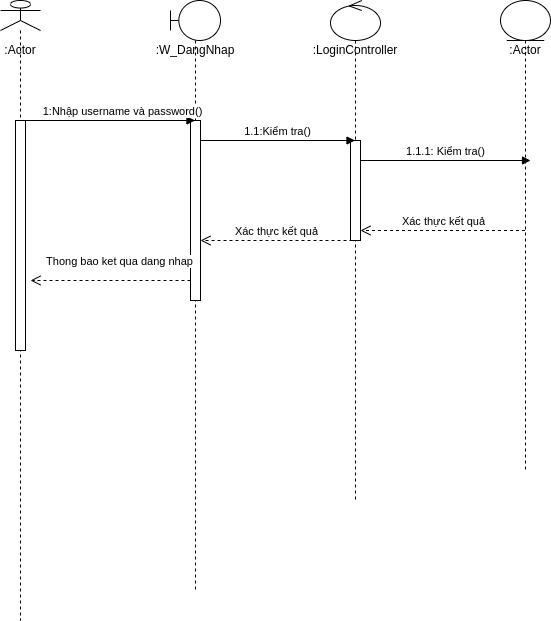 :Actor
:W_DangNhap
:LoginController
:Actor
1:Nhập username và password()
1.1:Kiểm tra()
1.1.1: Kiểm tra()
Xác thực kết quả
Xác thực kết quả
Thong bao ket qua dang nhap